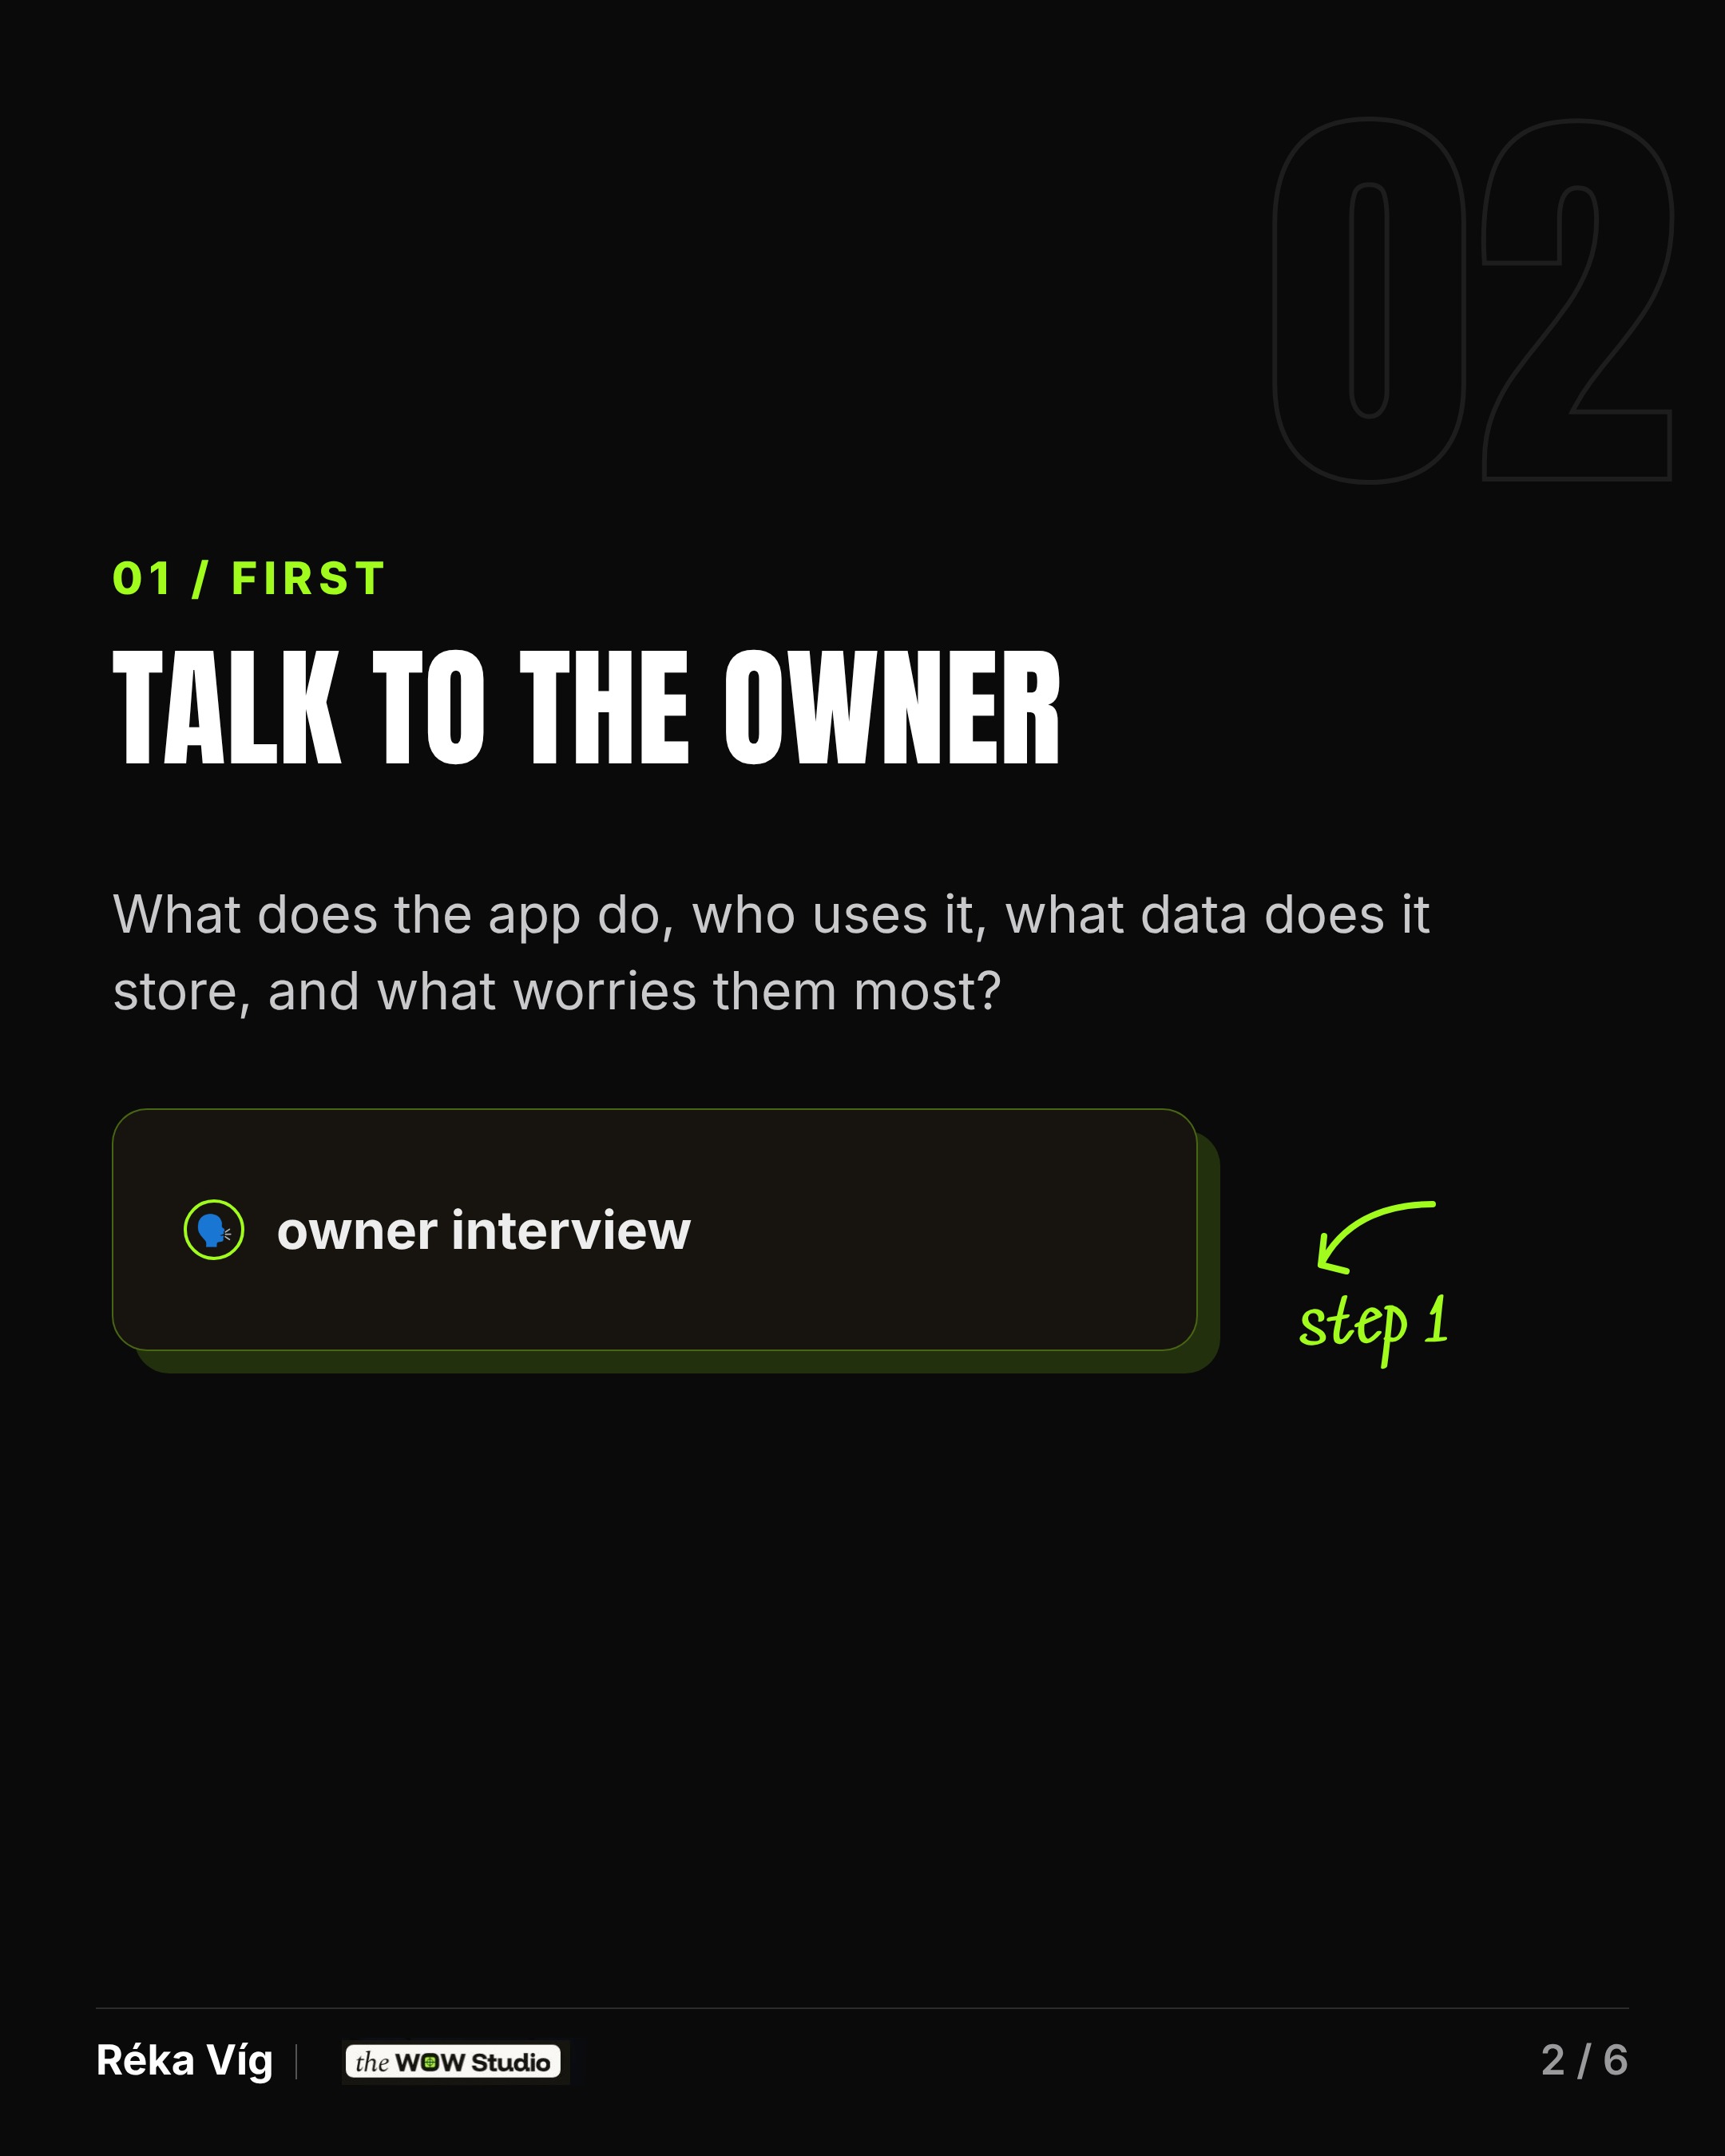 02
01 / FIRST
TALK TO THE OWNER
What does the app do, who uses it, what data does it
store, and what worries them most?
owner interview
step 1
Réka Víg
the WOW Studio
2 / 6